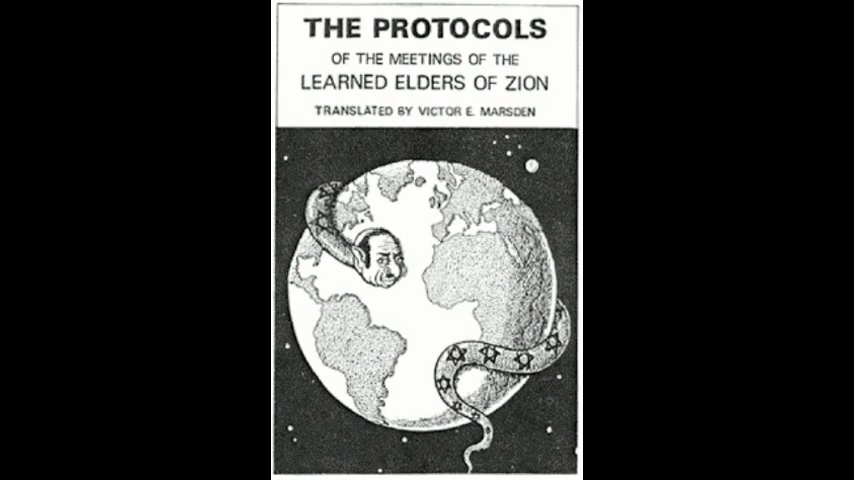 THE PROTOCOLS
OF THE MEETINGS OF THE
LEARNED ELDERS OF ZION
TRANSLATED BY VICTOR E. MARSDEN